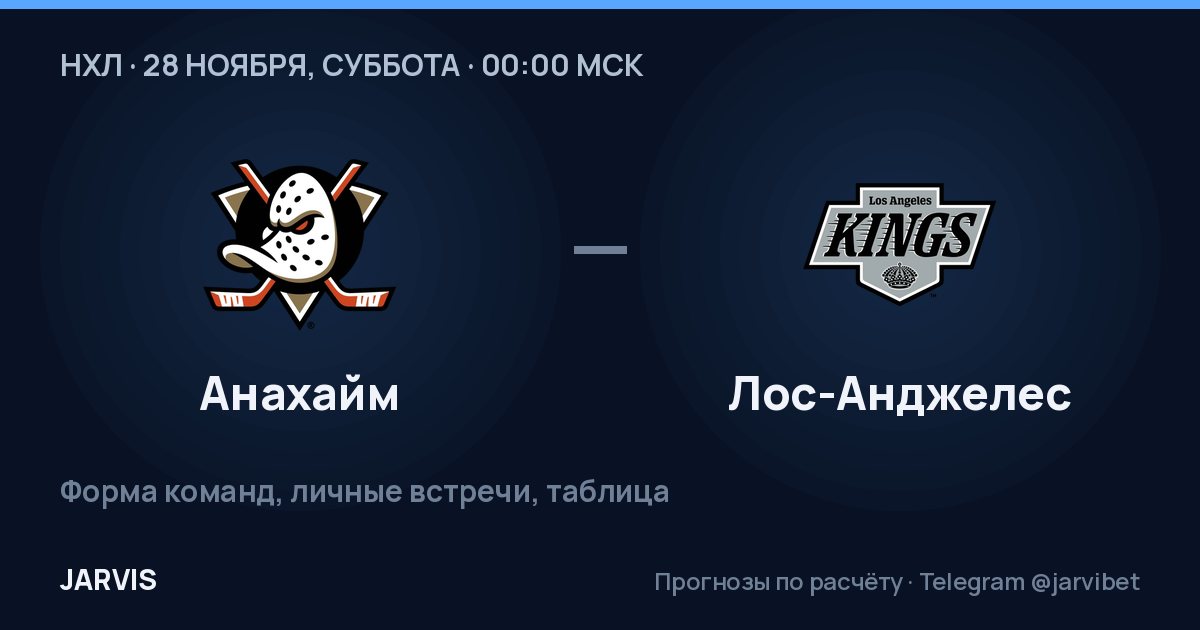 НХЛ · 28 НОЯБРЯ, СУББОТА · 00:00 МСК
Los Angeles
KINGS
Анахайм
—
Лос-Анджелес
Форма команд, личные встречи, таблица
JARVIS
Прогнозы по расчёту · Telegram @jarvibet